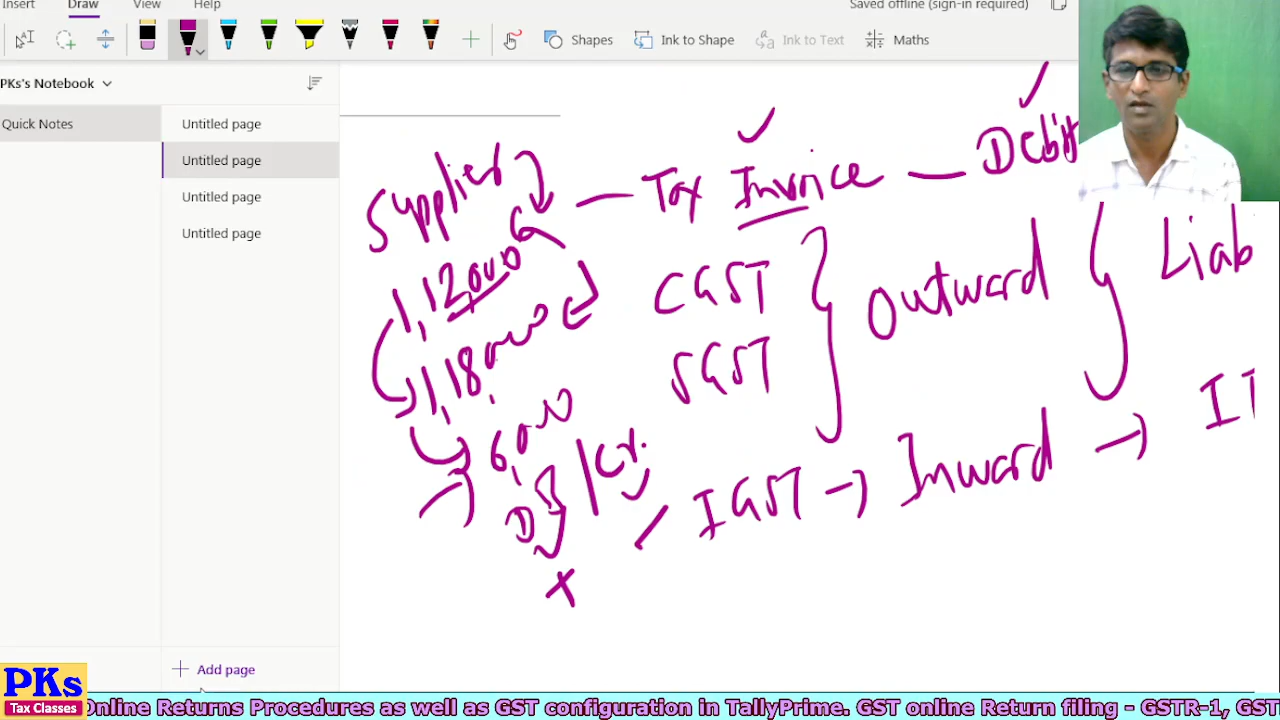 Insert Draw View Help Saved offline (sign-in required)
Shapes Ink to Shape Ink to Text Maths
PKs's Notebook
Quick Notes
Untitled page
Untitled page
Untitled page
Untitled page
Add page
Supplier — Tax Invoice — Debit
1,12000
1,18000
6,000
CGST
SGST
Outward
Liab
IGST → Inward →
IT
PKs
Tax Classes
Online Returns Procedures as well as GST configuration in TallyPrime. GST online Return filing - GSTR-1, GST